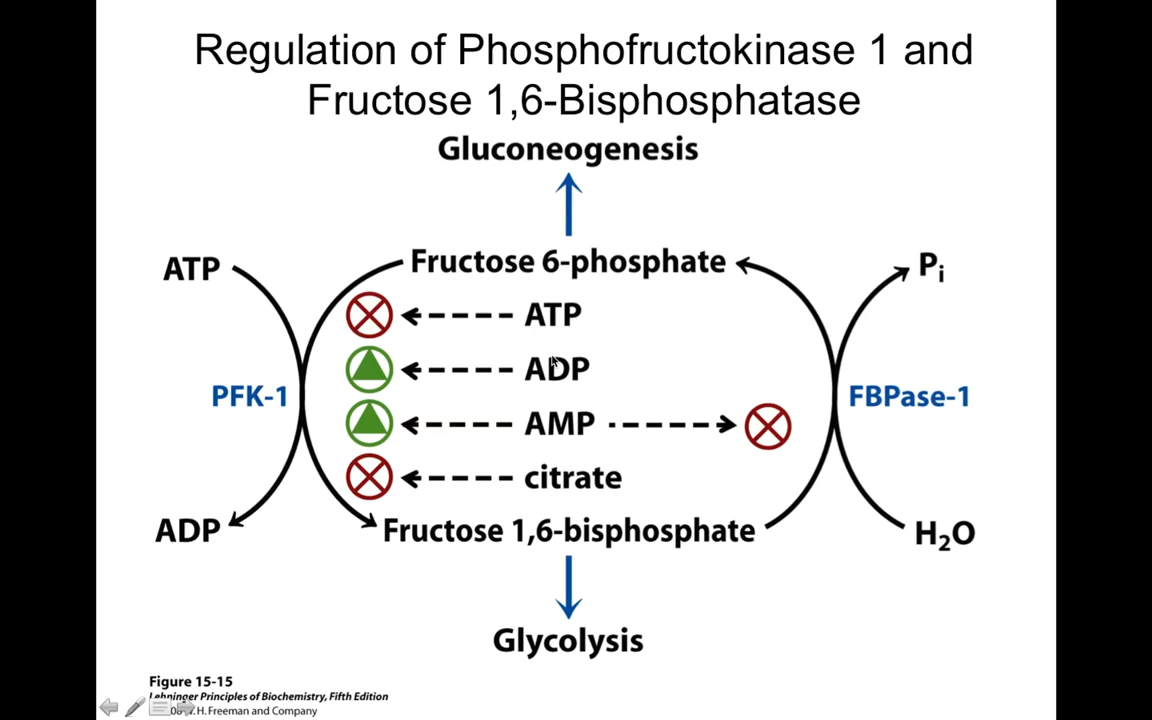 Regulation of Phosphofructokinase 1 and
Fructose 1,6-Bisphosphatase
Gluconeogenesis
ATP
Fructose 6-phosphate
Pi
ATP
ADP
PFK-1
FBPase-1
AMP
citrate
ADP
Fructose 1,6-bisphosphate
H₂O
Glycolysis
Figure 15-15
Lehninger Principles of Biochemistry, Fifth Edition
W. H. Freeman and Company